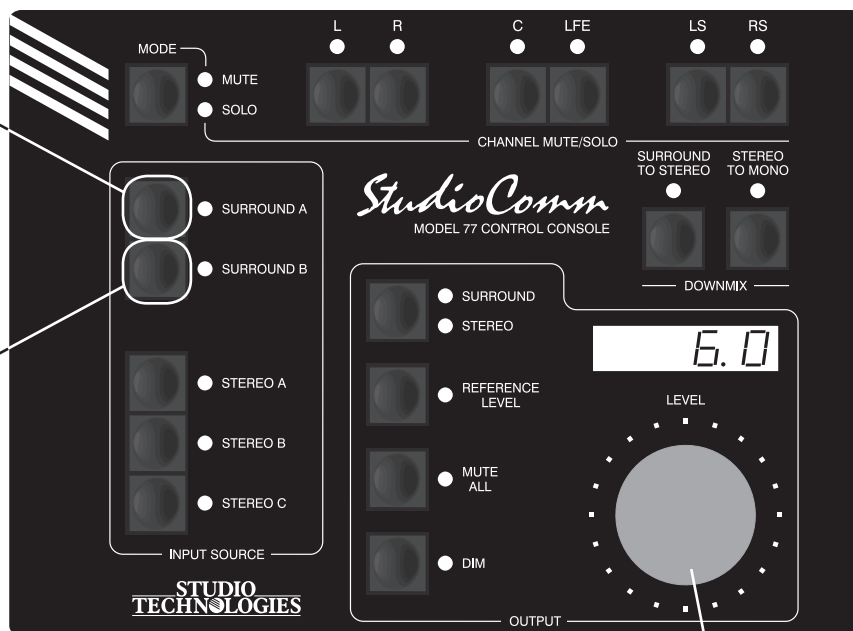 MODE
MUTE
SOLO
L
R
C
LFE
LS
RS
CHANNEL MUTE/SOLO
SURROUND A
SURROUND B
STEREO A
STEREO B
STEREO C
INPUT SOURCE
StudioComm
MODEL 77 CONTROL CONSOLE
SURROUND
TO STEREO
STEREO
TO MONO
DOWNMIX
SURROUND
STEREO
REFERENCE
LEVEL
MUTE
ALL
DIM
6.0
LEVEL
OUTPUT
STUDIO
TECHNOLOGIES